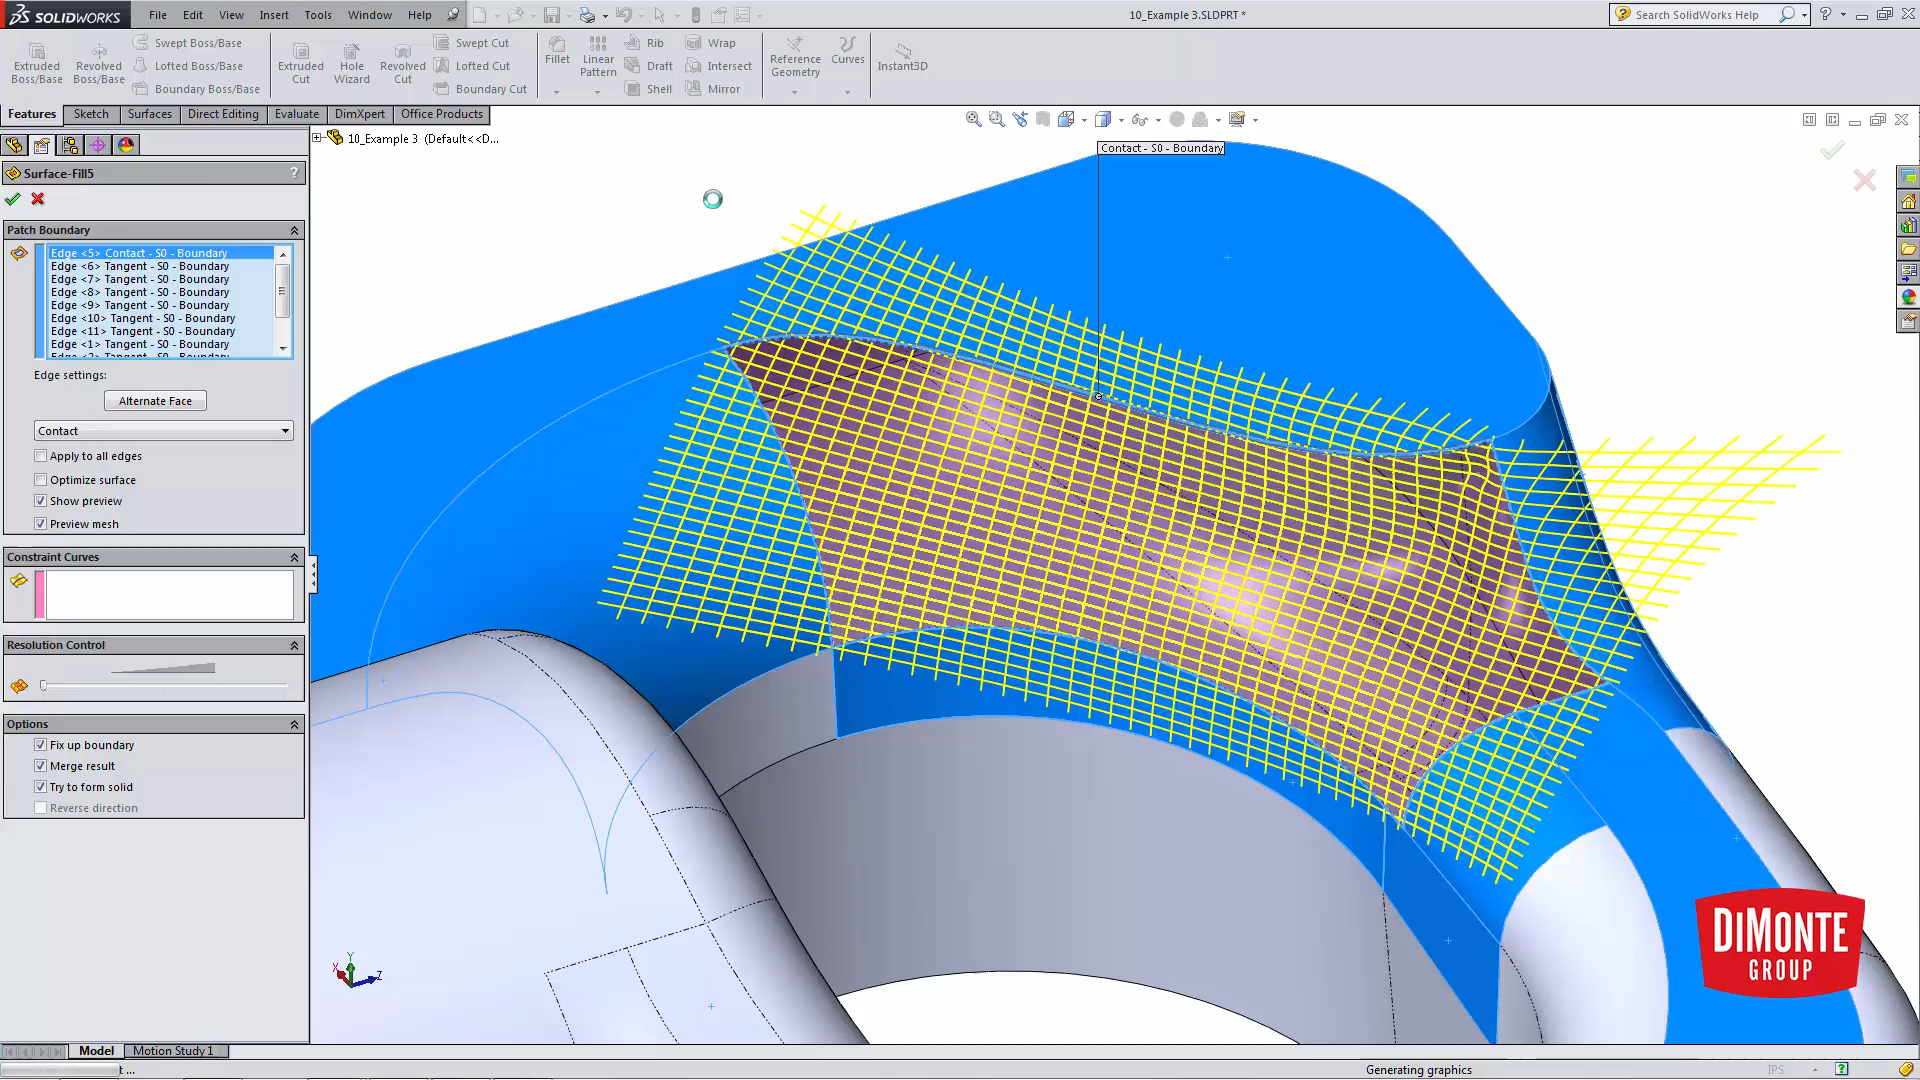 SOLIDWORKS
File Edit View Insert Tools Window Help
10_Example 3.SLDPRT *
Search SolidWorks Help
Extruded Boss/Base
Revolved Boss/Base
Swept Boss/Base
Lofted Boss/Base
Boundary Boss/Base
Extruded Cut
Hole Wizard
Revolved Cut
Swept Cut
Lofted Cut
Boundary Cut
Fillet
Linear Pattern
Rib
Draft
Shell
Wrap
Intersect
Mirror
Reference Geometry
Curves
Instant3D
Features Sketch Surfaces Direct Editing Evaluate DimXpert Office Products
10_Example 3 (Default<<D...
Contact - S0 - Boundary
Surface-Fill5 ?
Patch Boundary
Edge <5> Contact - S0 - Boundary
Edge <6> Tangent - S0 - Boundary
Edge <7> Tangent - S0 - Boundary
Edge <8> Tangent - S0 - Boundary
Edge <9> Tangent - S0 - Boundary
Edge <10> Tangent - S0 - Boundary
Edge <11> Tangent - S0 - Boundary
Edge <1> Tangent - S0 - Boundary
Edge <2> Tangent - S0 - Boundary
Edge settings:
Alternate Face
Contact
Apply to all edges
Optimize surface
Show preview
Preview mesh
Constraint Curves
Resolution Control
Options
Fix up boundary
Merge result
Try to form solid
Reverse direction
Y
X
Z
DIMONTE
GROUP
Model Motion Study 1
t ...
Generating graphics
IPS